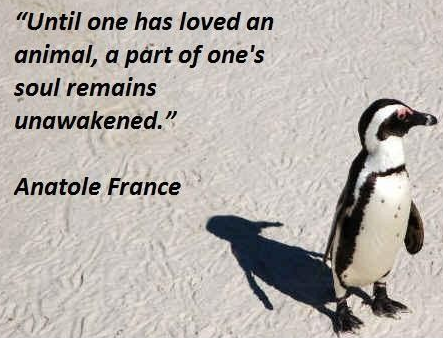 “Until one has loved an
animal, a part of one's
soul remains
unawakened.”
Anatole France